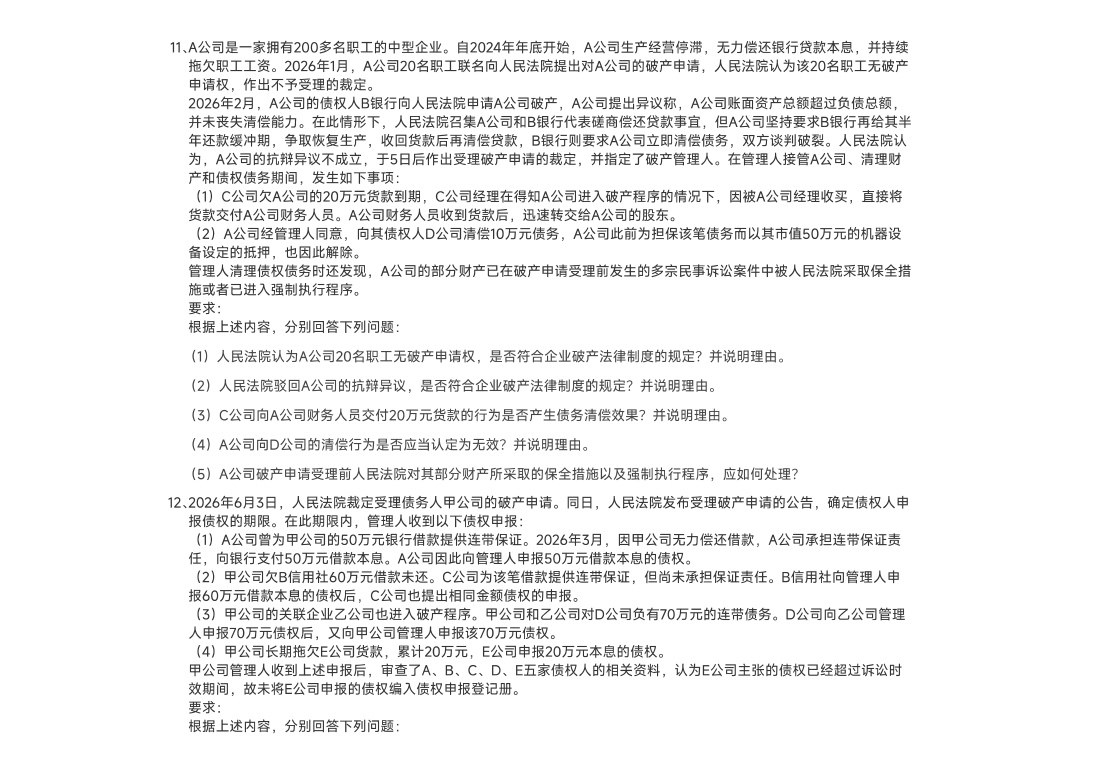 11、A公司是一家拥有200多名职工的中型企业。自2024年年底开始，A公司生产经营停滞，无力偿还银行贷款本息，并持续
拖欠职工工资。2026年1月，A公司20名职工联名向人民法院提出对A公司的破产申请，人民法院认为该20名职工无破产
申请权，作出不予受理的裁定。
2026年2月，A公司的债权人B银行向人民法院申请A公司破产，A公司提出异议称，A公司账面资产总额超过负债总额，
并未丧失清偿能力。在此情形下，人民法院召集A公司和B银行代表磋商偿还贷款事宜，但A公司坚持要求B银行再给其半
年还款缓冲期，争取恢复生产，收回货款后再清偿贷款，B银行则要求A公司立即清偿债务，双方谈判破裂。人民法院认
为，A公司的抗辩异议不成立，于5日后作出受理破产申请的裁定，并指定了破产管理人。在管理人接管A公司、清理财
产和债权债务期间，发生如下事项：
（1）C公司欠A公司的20万元货款到期，C公司经理在得知A公司进入破产程序的情况下，因被A公司经理收买，直接将
货款交付A公司财务人员。A公司财务人员收到货款后，迅速转交给A公司的股东。
（2）A公司经管理人同意，向其债权人D公司清偿10万元债务，A公司此前为担保该笔债务而以其市值50万元的机器设
备设定的抵押，也因此解除。
管理人清理债权债务时还发现，A公司的部分财产已在破产申请受理前发生的多宗民事诉讼案件中被人民法院采取保全措
施或者已进入强制执行程序。
要求：
根据上述内容，分别回答下列问题：
（1）人民法院认为A公司20名职工无破产申请权，是否符合企业破产法律制度的规定？并说明理由。
（2）人民法院驳回A公司的抗辩异议，是否符合企业破产法律制度的规定？并说明理由。
（3）C公司向A公司财务人员交付20万元货款的行为是否产生债务清偿效果？并说明理由。
（4）A公司向D公司的清偿行为是否应当认定为无效？并说明理由。
（5）A公司破产申请受理前人民法院对其部分财产所采取的保全措施以及强制执行程序，应如何处理？
12、2026年6月3日，人民法院裁定受理债务人甲公司的破产申请。同日，人民法院发布受理破产申请的公告，确定债权人申
报债权的期限。在此期限内，管理人收到以下债权申报：
（1）A公司曾为甲公司的50万元银行借款提供连带保证。2026年3月，因甲公司无力偿还借款，A公司承担连带保证责
任，向银行支付50万元借款本息。A公司因此向管理人申报50万元借款本息的债权。
（2）甲公司欠B信用社60万元借款未还。C公司为该笔借款提供连带保证，但尚未承担保证责任。B信用社向管理人申
报60万元借款本息的债权后，C公司也提出相同金额债权的申报。
（3）甲公司的关联企业乙公司也进入破产程序。甲公司和乙公司对D公司负有70万元的连带债务。D公司向乙公司管理
人申报70万元债权后，又向甲公司管理人申报该70万元债权。
（4）甲公司长期拖欠E公司货款，累计20万元，E公司申报20万元本息的债权。
甲公司管理人收到上述申报后，审查了A、B、C、D、E五家债权人的相关资料，认为E公司主张的债权已经超过诉讼时
效期间，故未将E公司申报的债权编入债权申报登记册。
要求：
根据上述内容，分别回答下列问题：